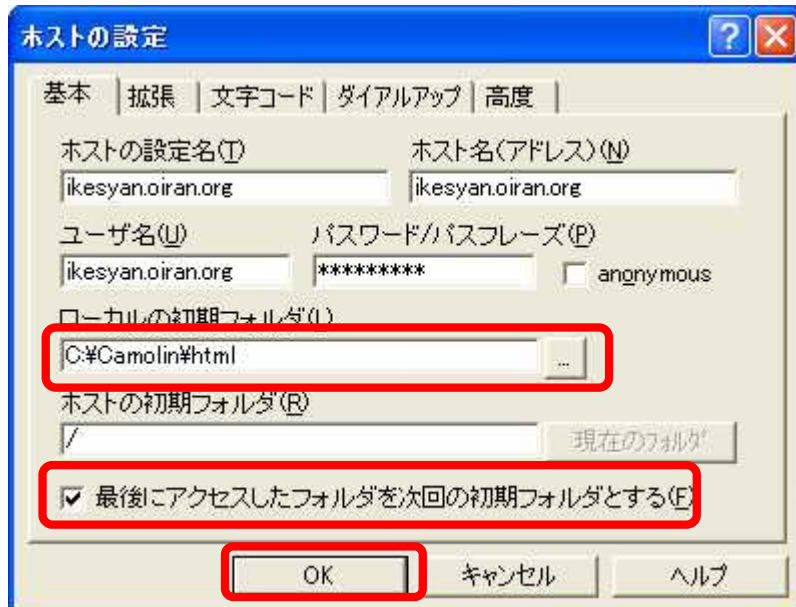 ホストの設定
基本 拡張 文字コード ダイアルアップ 高度
ホストの設定名(T) ホスト名(アドレス)(N)
ikesyan.oiran.org ikesyan.oiran.org
ユーザ名(U) パスワード/パスフレーズ(P)
ikesyan.oiran.org ********* anonymous
ローカルの初期フォルダ(L)
C:¥Camolin¥html ...
ホストの初期フォルダ(R)
/ 現在のフォルダ
最後にアクセスしたフォルダを次回の初期フォルダとする(F)
OK キャンセル ヘルプ